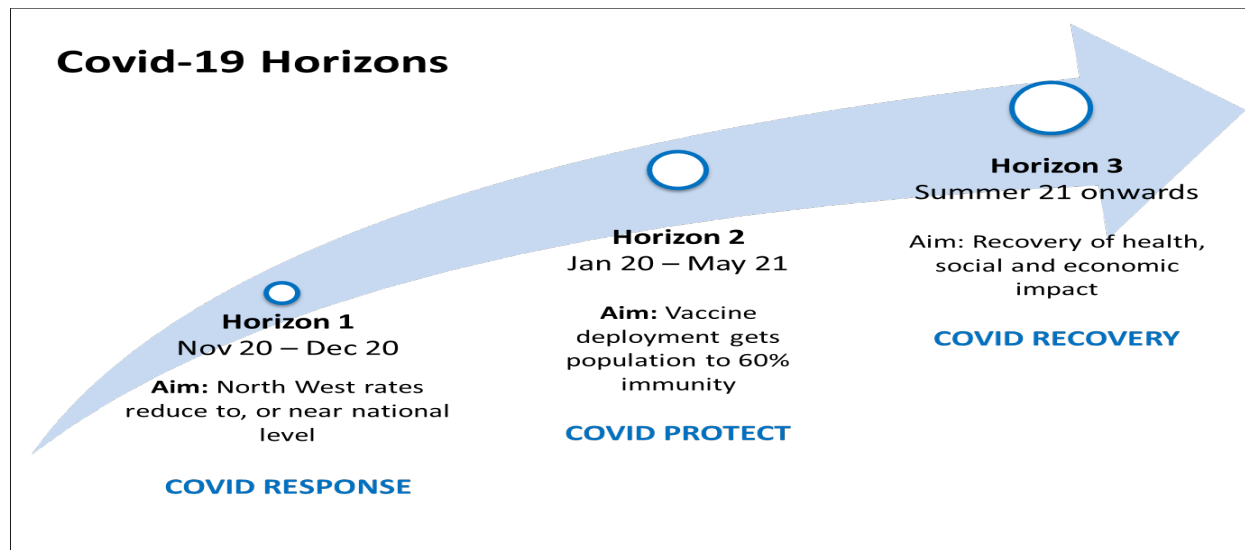 Covid-19 Horizons
Horizon 1
Nov 20 – Dec 20
Aim: North West rates
reduce to, or near national
level
COVID RESPONSE
Horizon 2
Jan 20 – May 21
Aim: Vaccine
deployment gets
population to 60%
immunity
COVID PROTECT
Horizon 3
Summer 21 onwards
Aim: Recovery of health,
social and economic
impact
COVID RECOVERY